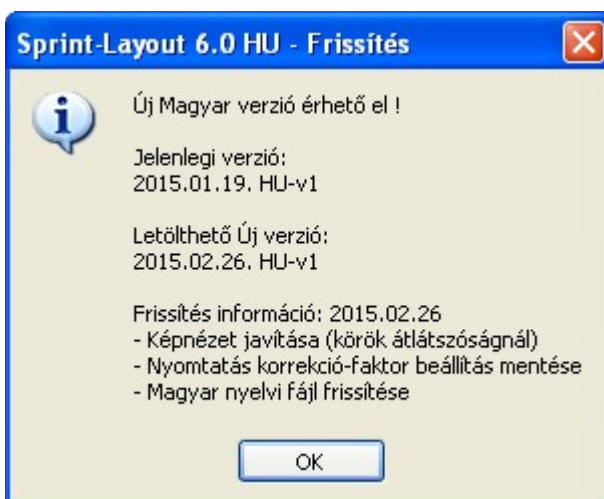 Sprint-Layout 6.0 HU - Frissítés
Új Magyar verzió érhető el !
Jelenlegi verzió:
2015.01.19. HU-v1
Letölthető Új verzió:
2015.02.26. HU-v1
Frissítés információ: 2015.02.26
- Képnézet javítása (körök átlátszóságnál)
- Nyomtatás korrekció-faktor beállítás mentése
- Magyar nyelvi fájl frissítése
OK